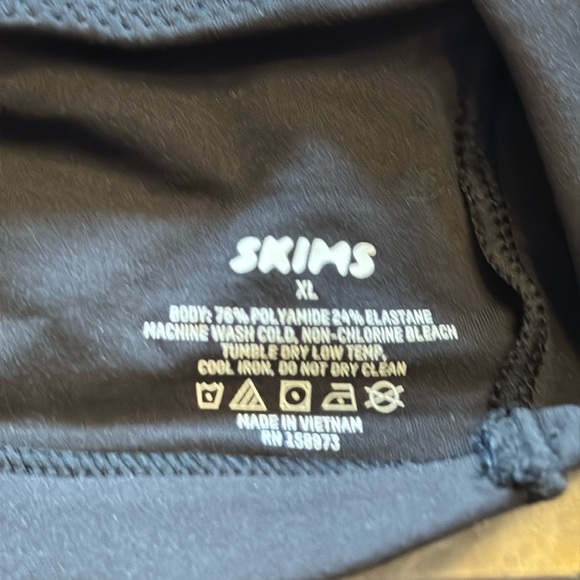 SKIMS
XL
BODY: 76% POLYAMIDE 24% ELASTANE
MACHINE WASH COLD, NON-CHLORINE BLEACH
TUMBLE DRY LOW TEMP,
COOL IRON, DO NOT DRY CLEAN
MADE IN VIETNAM
RN 158973